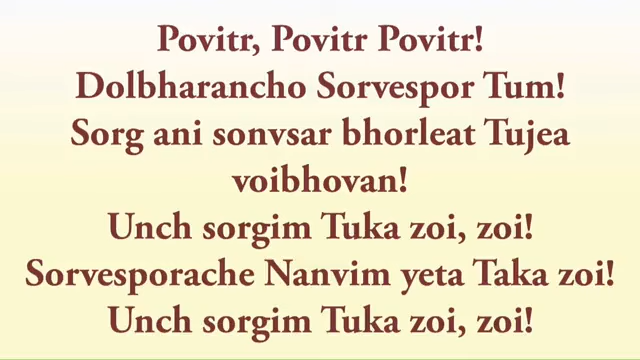 Povitr, Povitr Povitr!
Dolbharancho Sorvespor Tum!
Sorg ani sonvsar bhorleat Tujea
voibhovan!
Unch sorgim Tuka zoi, zoi!
Sorvesporache Nanvim yeta Taka zoi!
Unch sorgim Tuka zoi, zoi!